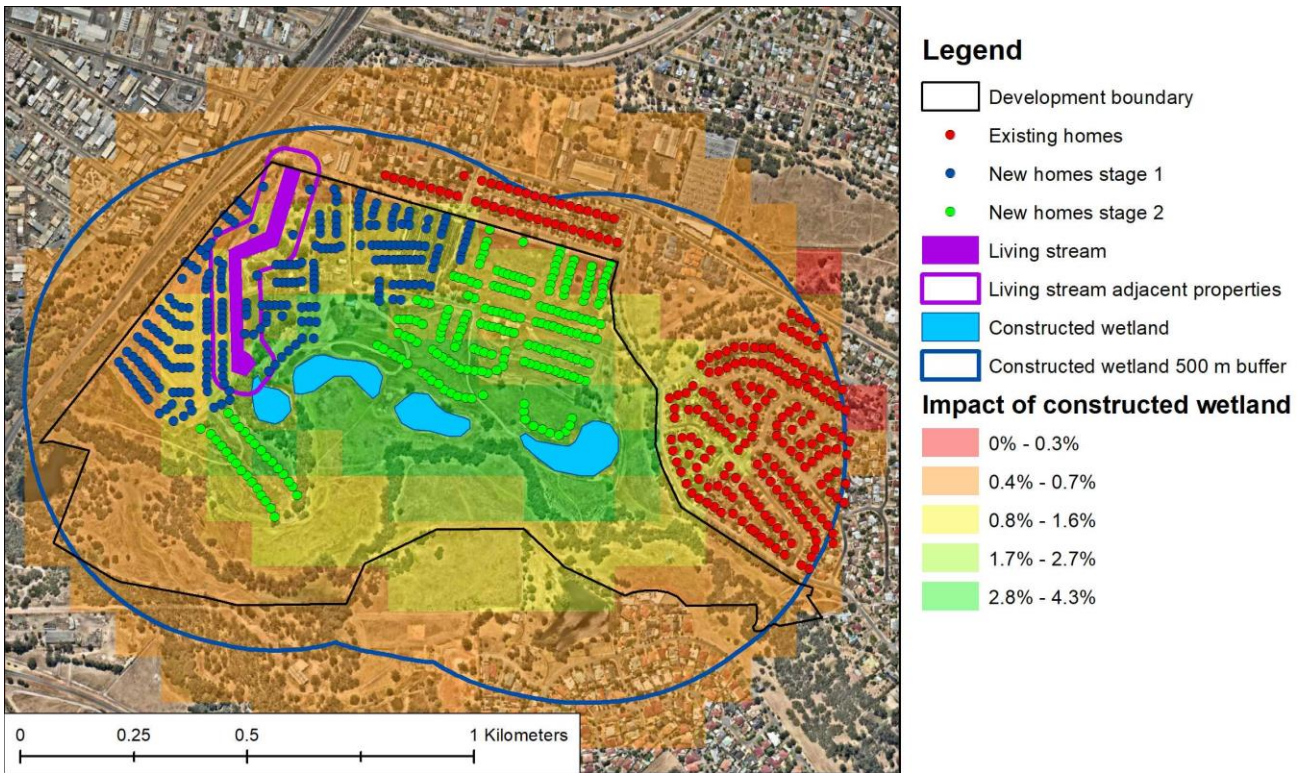 Legend
Development boundary
Existing homes
New homes stage 1
New homes stage 2
Living stream
Living stream adjacent properties
Constructed wetland
Constructed wetland 500 m buffer
Impact of constructed wetland
0% - 0.3%
0.4% - 0.7%
0.8% - 1.6%
1.7% - 2.7%
2.8% - 4.3%
0 0.25 0.5 1 Kilometers